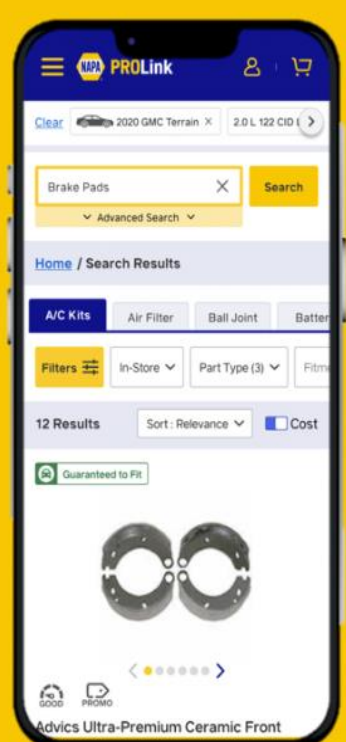 NAPA PROLink
Clear 2020 GMC Terrain × 2.0 L 122 CID
Brake Pads Search
Advanced Search
Home / Search Results
A/C Kits Air Filter Ball Joint Batter
Filters In-Store Part Type (3) Fitme
12 Results Sort: Relevance Cost
Guaranteed to Fit
GOOD PROMO
Advics Ultra-Premium Ceramic Front